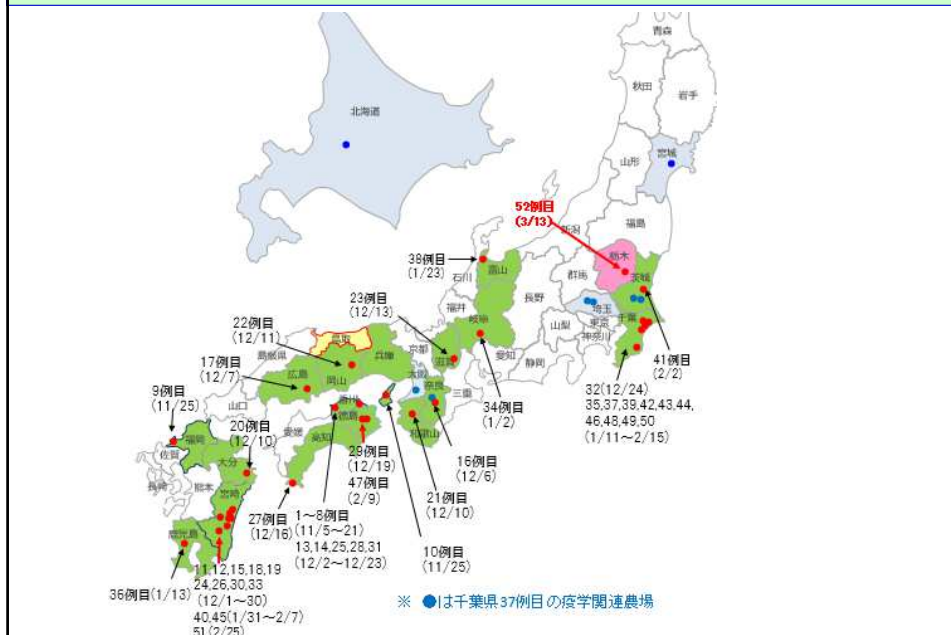 青森
秋田
岩手
北海道
山形
宮城
52例目
(3/13)
新潟
福島
栃木
38例目
(1/23)
富山
石川
群馬
茨城
23例目
(12/13)
福井
長野
埼玉
岐阜
千葉
東京
22例目
(12/11)
鳥取
京都
山梨
神奈川
島根県
兵庫
滋賀
愛知
静岡
41例目
(2/2)
17例目
(12/7)
広島
岡山
大阪
奈良
三重
34例目
(1/2)
32(12/24)
35,37,39,42,43,44,
46,48,49,50
(1/11~2/15)
9例目
(11/25)
山口
香川
徳島
愛媛
高知
和歌山
20例目
(12/10)
福岡
佐賀
大分
29例目
(12/19)
47例目
(2/9)
16例目
(12/6)
長崎
熊本
宮崎
21例目
(12/10)
27例目
(12/16)
1~8例目
(11/5~21)
13,14,25,28,31
(12/2~12/23)
10例目
(11/25)
鹿児島
36例目(1/13)
11,12,15,18,19
24,26,30,33
(12/1~30)
40,45(1/31~2/7)
51(2/25)
※ ●は千葉県37例目の疫学関連農場